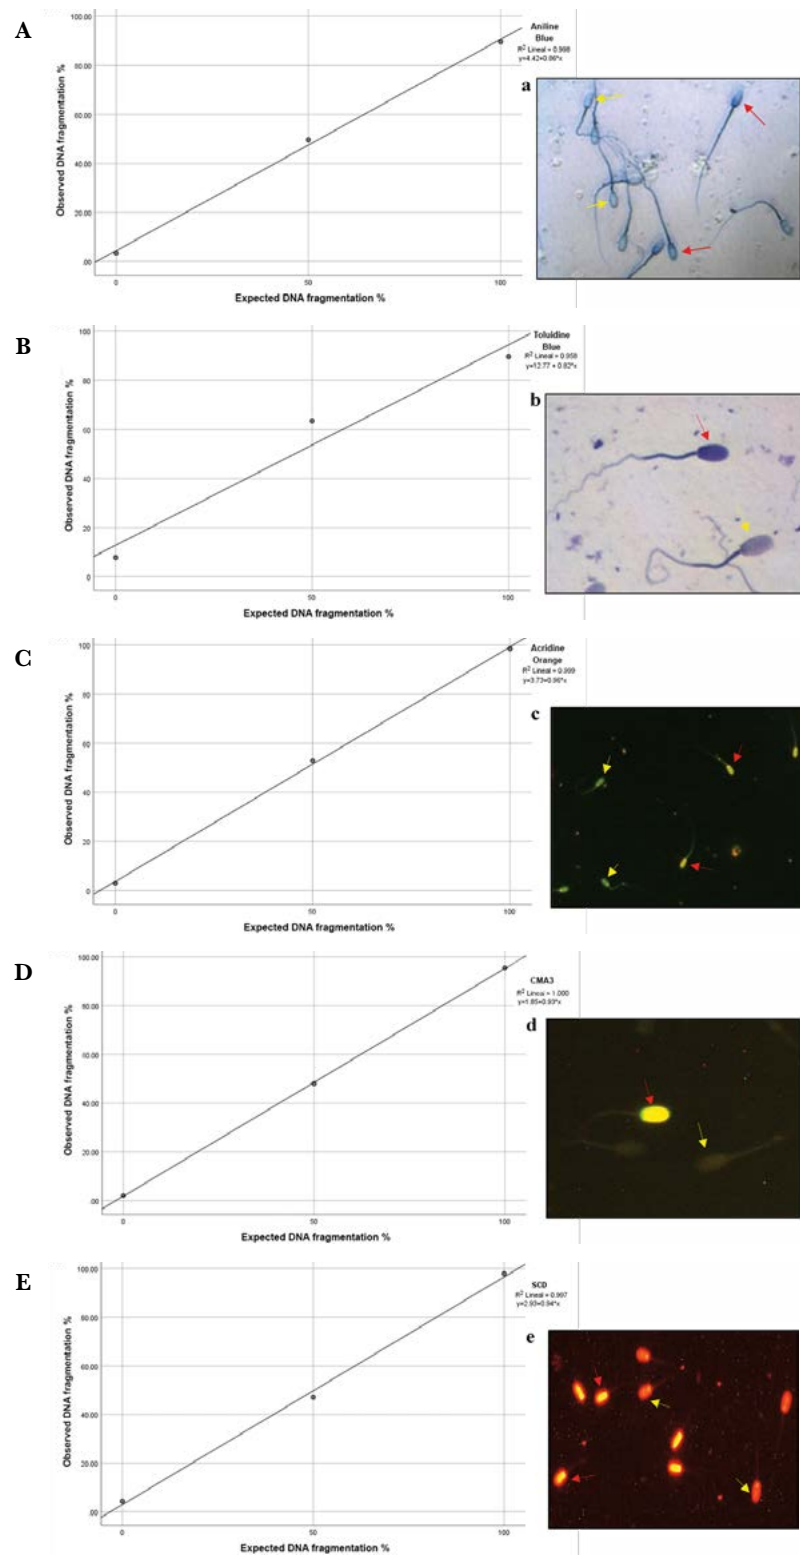 A
100.00
80.00
60.00
40.00
20.00
.00
0
50
100
Observed DNA fragmentation %
Expected DNA fragmentation %
Aniline
Blue
R² Lineal = 0.998
y=4.42+0.86*x
a
B
100
80
60
40
20
0
0
50
100
Observed DNA fragmentation %
Expected DNA fragmentation %
Toluidine
Blue
R² Lineal = 0.958
y=12.77 + 0.82*x
b
C
100
80
60
40
20
0
0
50
100
Observed DNA fragmentation %
Expected DNA fragmentation %
Acridine
Orange
R² Lineal = 0.999
y=3.73+0.96*x
c
D
100.00
80.00
60.00
40.00
20.00
.00
0
50
100
Observed DNA fragmentation %
Expected DNA fragmentation %
CMA3
R² Lineal = 1.000
y=1.85+0.93*x
d
E
100.00
80.00
60.00
40.00
20.00
.00
0
50
100
Observed DNA fragmentation %
Expected DNA fragmentation %
SCD
R² Lineal = 0.997
y=2.93+0.94*x
e